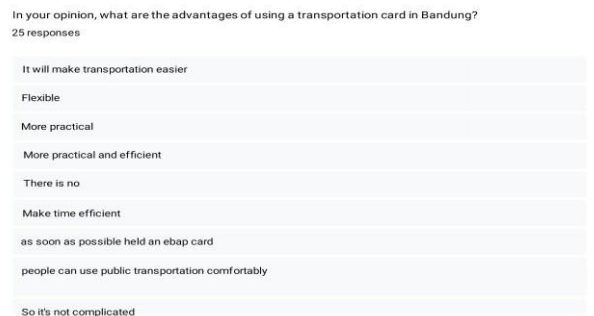 In your opinion, what are the advantages of using a transportation card in Bandung?
25 responses
It will make transportation easier
Flexible
More practical
More practical and efficient
There is no
Make time efficient
as soon as possible held an ebap card
people can use public transportation comfortably
So it's not complicated